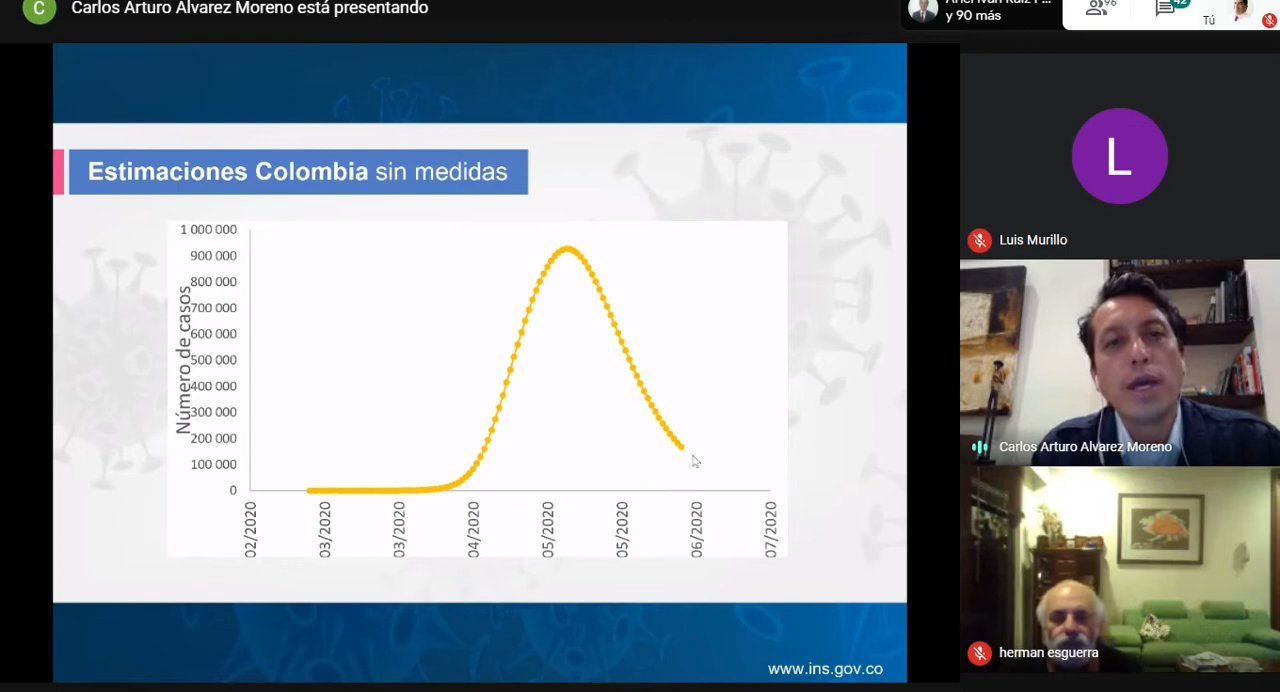 C
Carlos Arturo Alvarez Moreno está presentando
y 90 más
96
42
Tú
Estimaciones Colombia sin medidas
1 000 000
900 000
800 000
700 000
600 000
500 000
400 000
300 000
200 000
100 000
0
Número de casos
02/2020
03/2020
03/2020
04/2020
05/2020
05/2020
06/2020
07/2020
www.ins.gov.co
L
Luis Murillo
Carlos Arturo Alvarez Moreno
herman esguerra